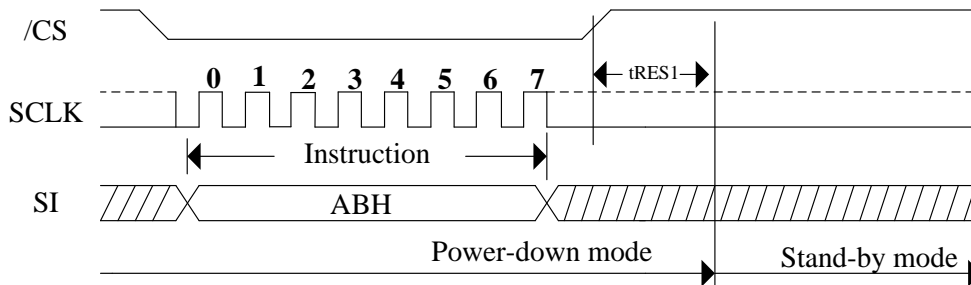 /CS
tRES1
0 1 2 3 4 5 6 7
SCLK
Instruction
SI
ABH
Power-down mode
Stand-by mode